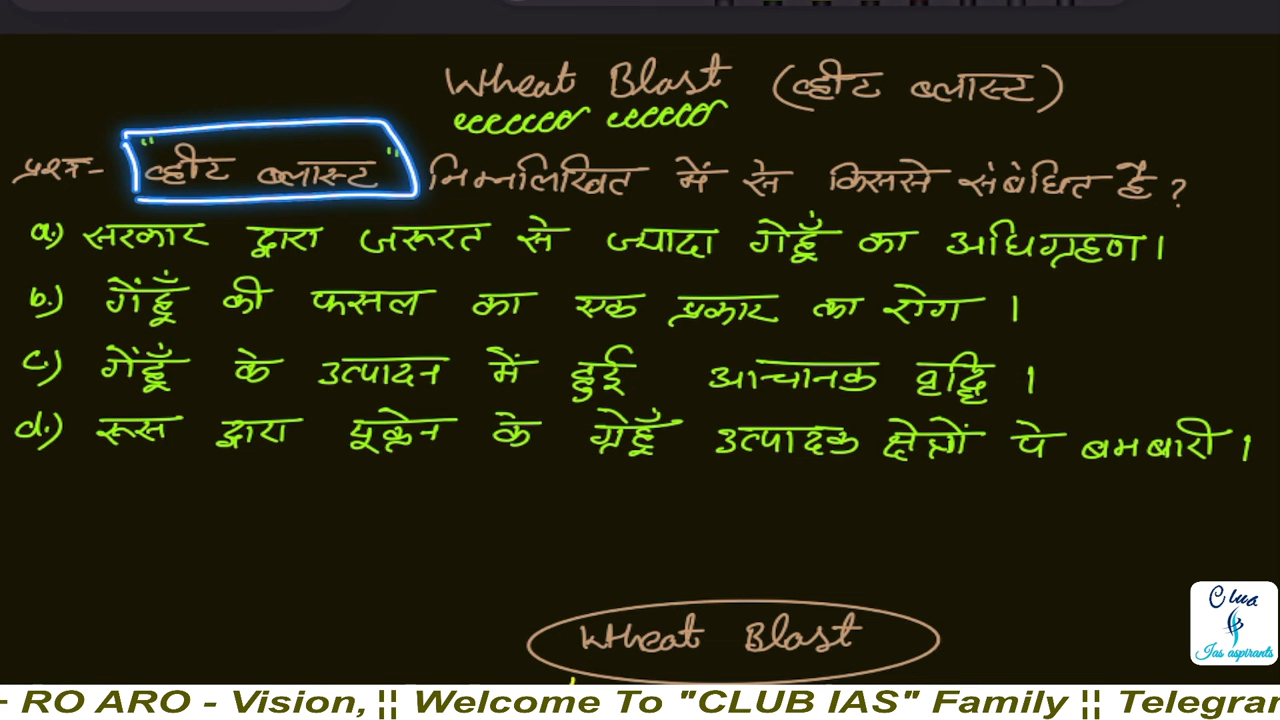 Wheat Blast (व्हीट ब्लास्ट)
प्रश्न- "व्हीट ब्लास्ट" निम्नलिखित में से किससे संबंधित है?
a.) सरकार द्वारा जरूरत से ज्यादा गेहूँ का अधिग्रहण।
b.) गेंहूँ की फसल का एक प्रकार का रोग ।
c.) गेंहूँ के उत्पादन में हुई अचानक वृद्धि ।
d.) रूस द्वारा यूक्रेन के गेहूँ उत्पादक क्षेत्रों पे बमबारी ।
Wheat Blast
Club
Ias aspirants
- RO ARO - Vision, ¦¦ Welcome To "CLUB IAS" Family ¦¦ Telegra